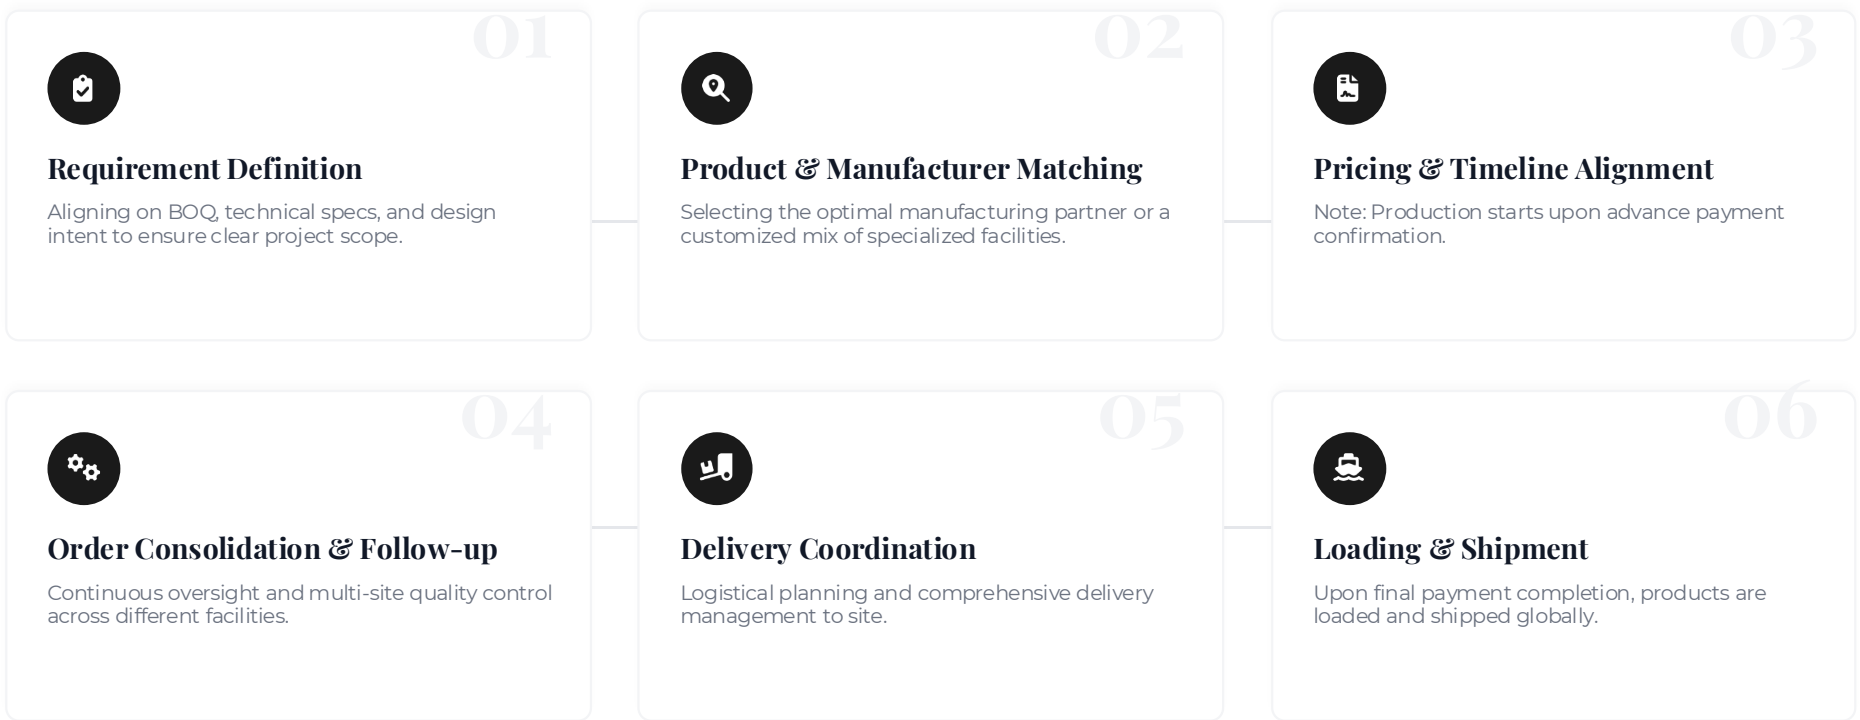 01
Requirement Definition
Aligning on BOQ, technical specs, and design
intent to ensure clear project scope.
02
Product & Manufacturer Matching
Selecting the optimal manufacturing partner or a
customized mix of specialized facilities.
03
Pricing & Timeline Alignment
Note: Production starts upon advance payment
confirmation.
04
Order Consolidation & Follow-up
Continuous oversight and multi-site quality control
across different facilities.
05
Delivery Coordination
Logistical planning and comprehensive delivery
management to site.
06
Loading & Shipment
Upon final payment completion, products are
loaded and shipped globally.